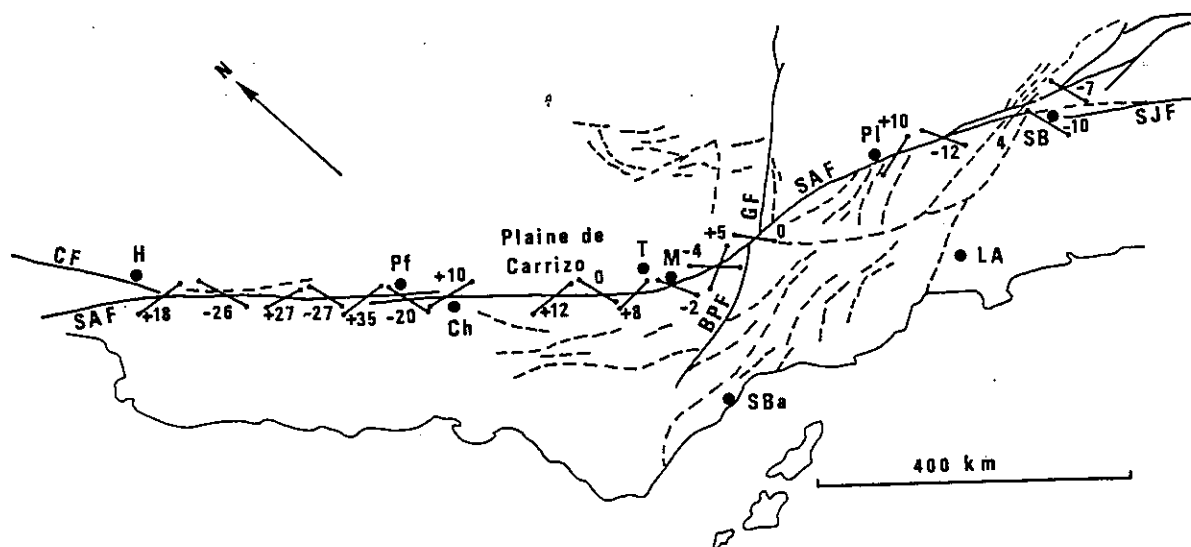 N
CF
H
SAF
+18
-26
+27
-27
Pf
+35
-20
+10
Ch
Plaine de
Carrizo
0
+12
+8
T
M
-4
-2
+5
BPF
GF
0
SAF
Pl
+10
-12
4
SB
-10
-7
SJF
LA
SBa
400 km